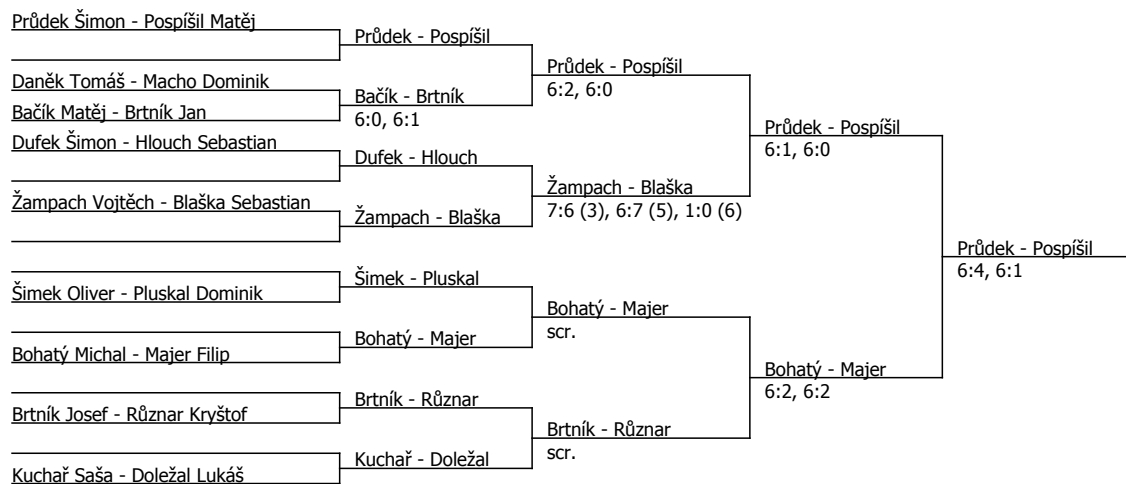 Průdek Šimon - Pospíšil Matěj
Daněk Tomáš - Macho Dominik
Bačík Matěj - Brtník Jan
Dufek Šimon - Hlouch Sebastian
Žampach Vojtěch - Blaška Sebastian
Šimek Oliver - Pluskal Dominik
Bohatý Michal - Majer Filip
Brtník Josef - Různar Kryštof
Kuchař Saša - Doležal Lukáš
Průdek - Pospíšil
Bačík - Brtník
6:0, 6:1
Dufek - Hlouch
Žampach - Blaška
Šimek - Pluskal
Bohatý - Majer
Brtník - Různar
Kuchař - Doležal
Průdek - Pospíšil
6:2, 6:0
Žampach - Blaška
7:6 (3), 6:7 (5), 1:0 (6)
Bohatý - Majer
scr.
Brtník - Různar
scr.
Průdek - Pospíšil
6:1, 6:0
Bohatý - Majer
6:2, 6:2
Průdek - Pospíšil
6:4, 6:1